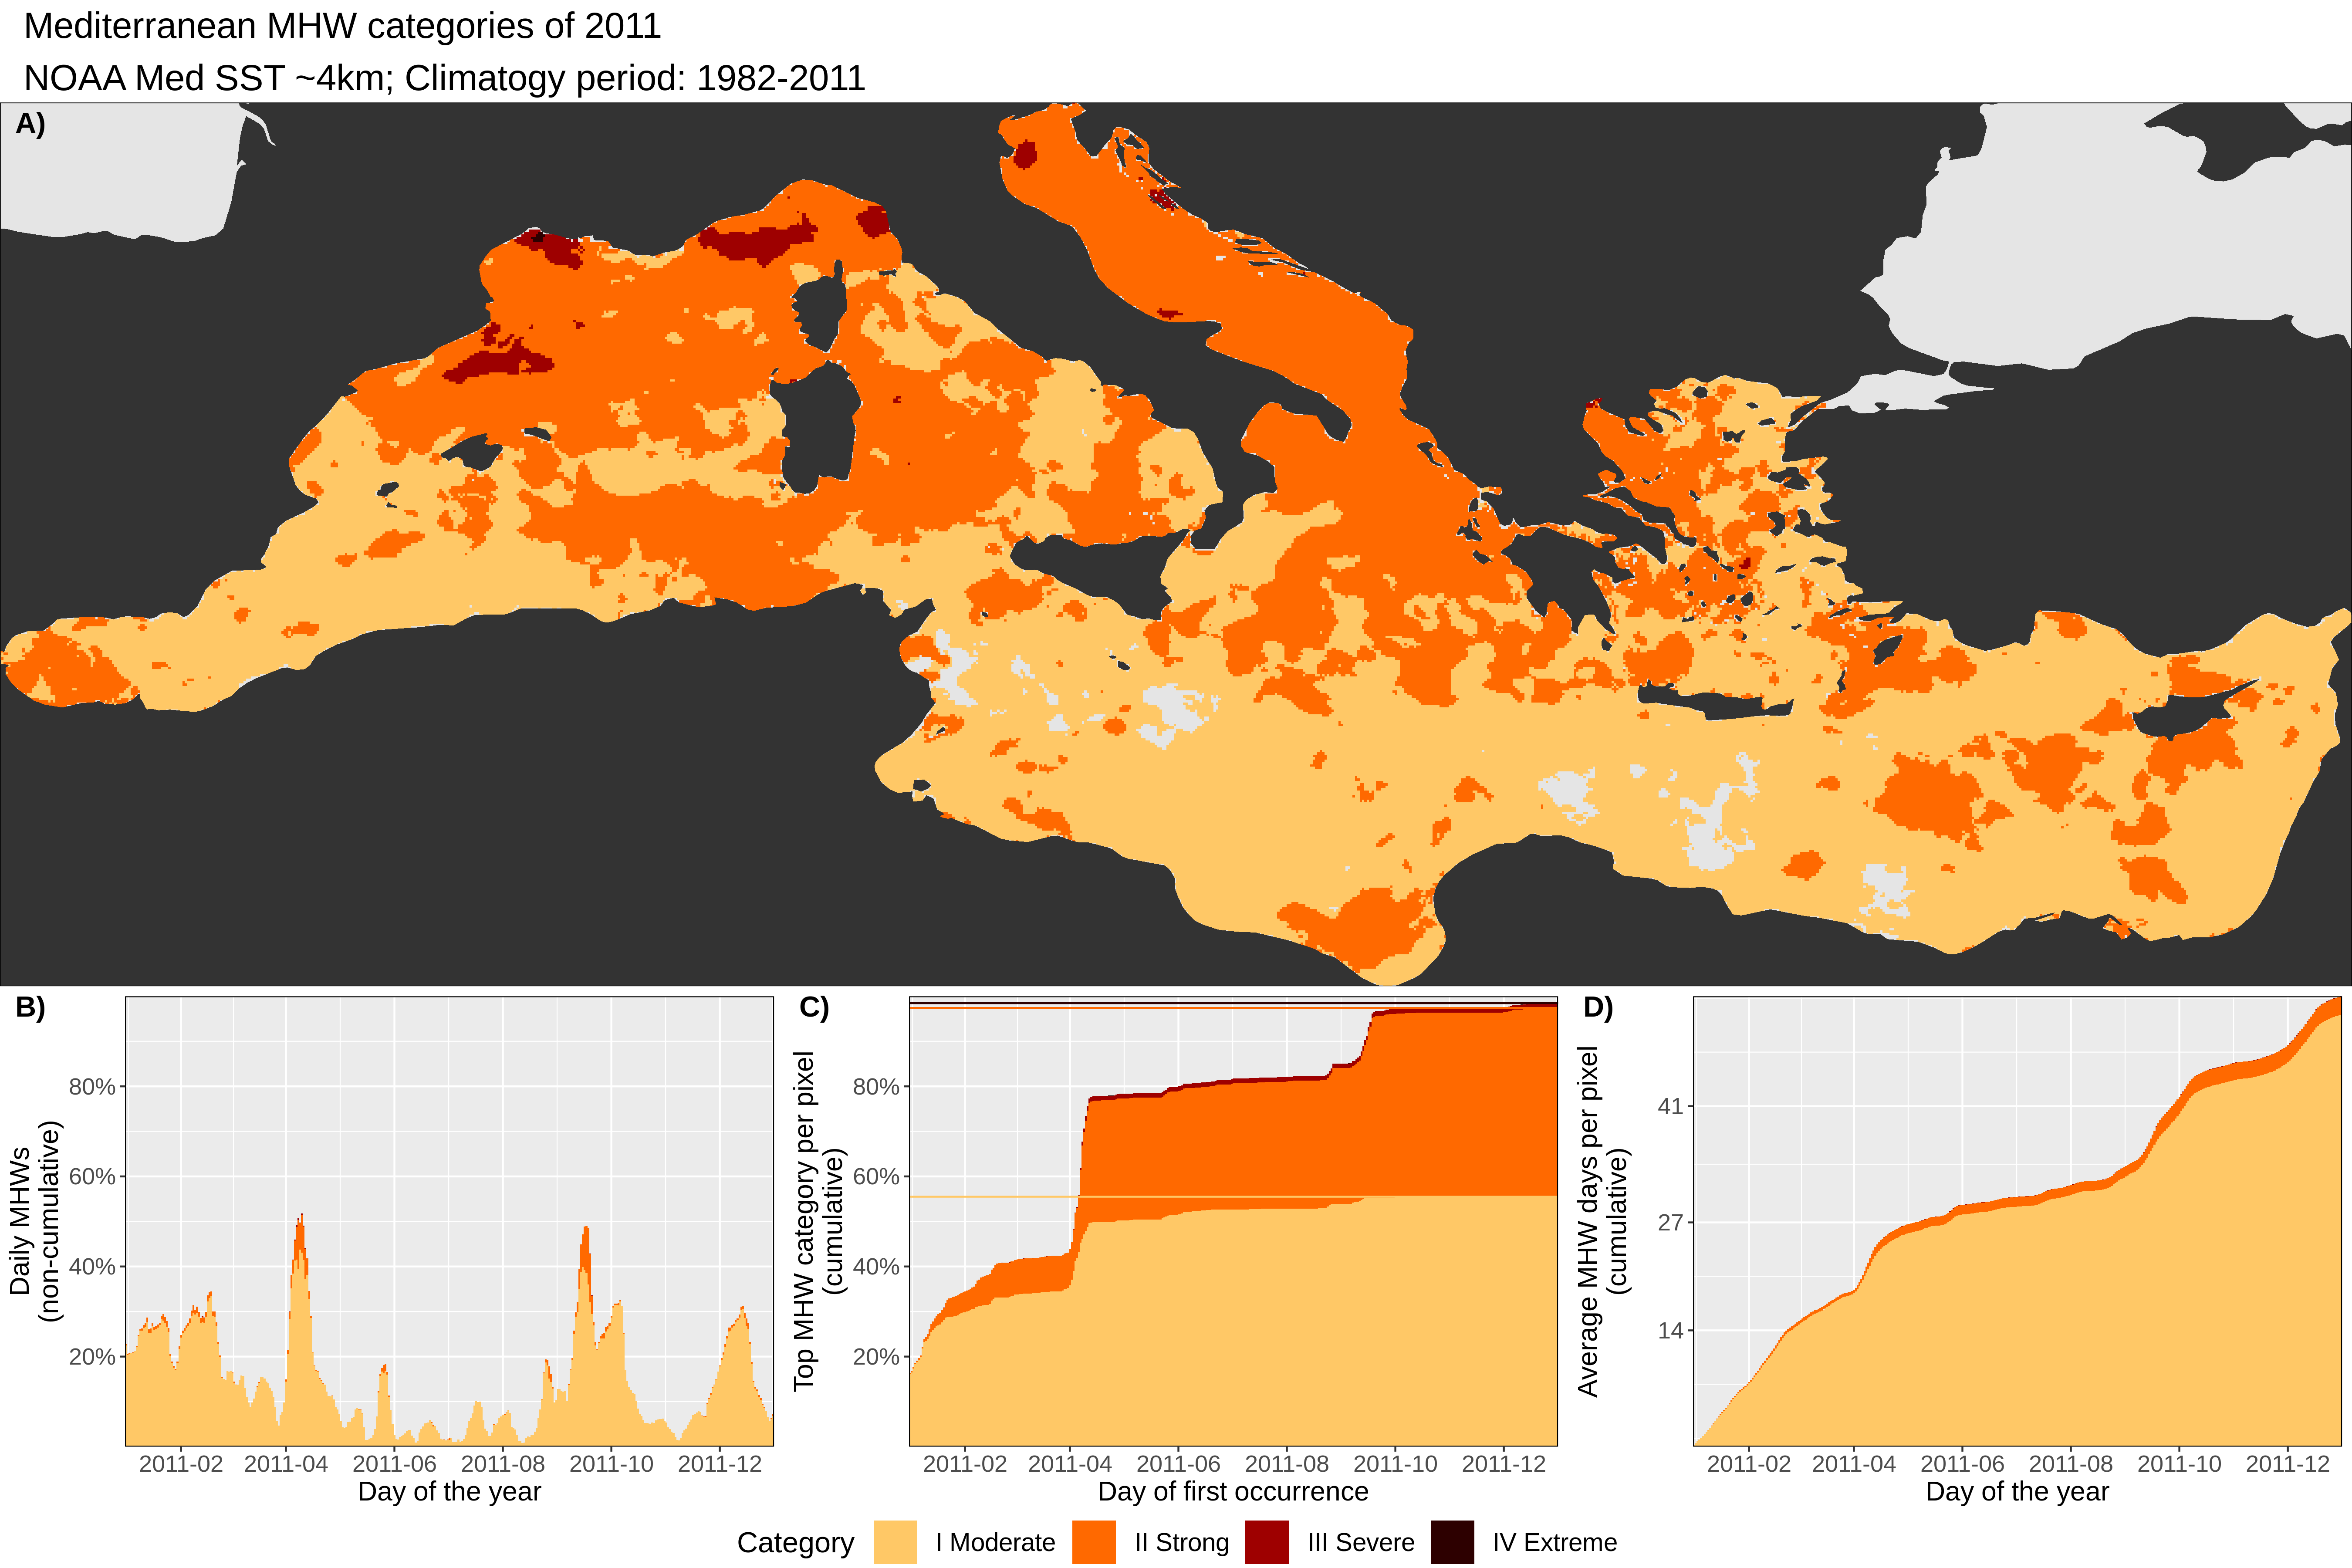 Mediterranean MHW categories of 2011
NOAA Med SST ~4km; Climatogy period: 1982-2011
A)
B)
Daily MHWs
(non-cumulative)
80%
60%
40%
20%
2011-02 2011-04 2011-06 2011-08 2011-10 2011-12
Day of the year
C)
Top MHW category per pixel
(cumulative)
80%
60%
40%
20%
2011-02 2011-04 2011-06 2011-08 2011-10 2011-12
Day of first occurrence
D)
Average MHW days per pixel
(cumulative)
41
27
14
2011-02 2011-04 2011-06 2011-08 2011-10 2011-12
Day of the year
Category I Moderate II Strong III Severe IV Extreme